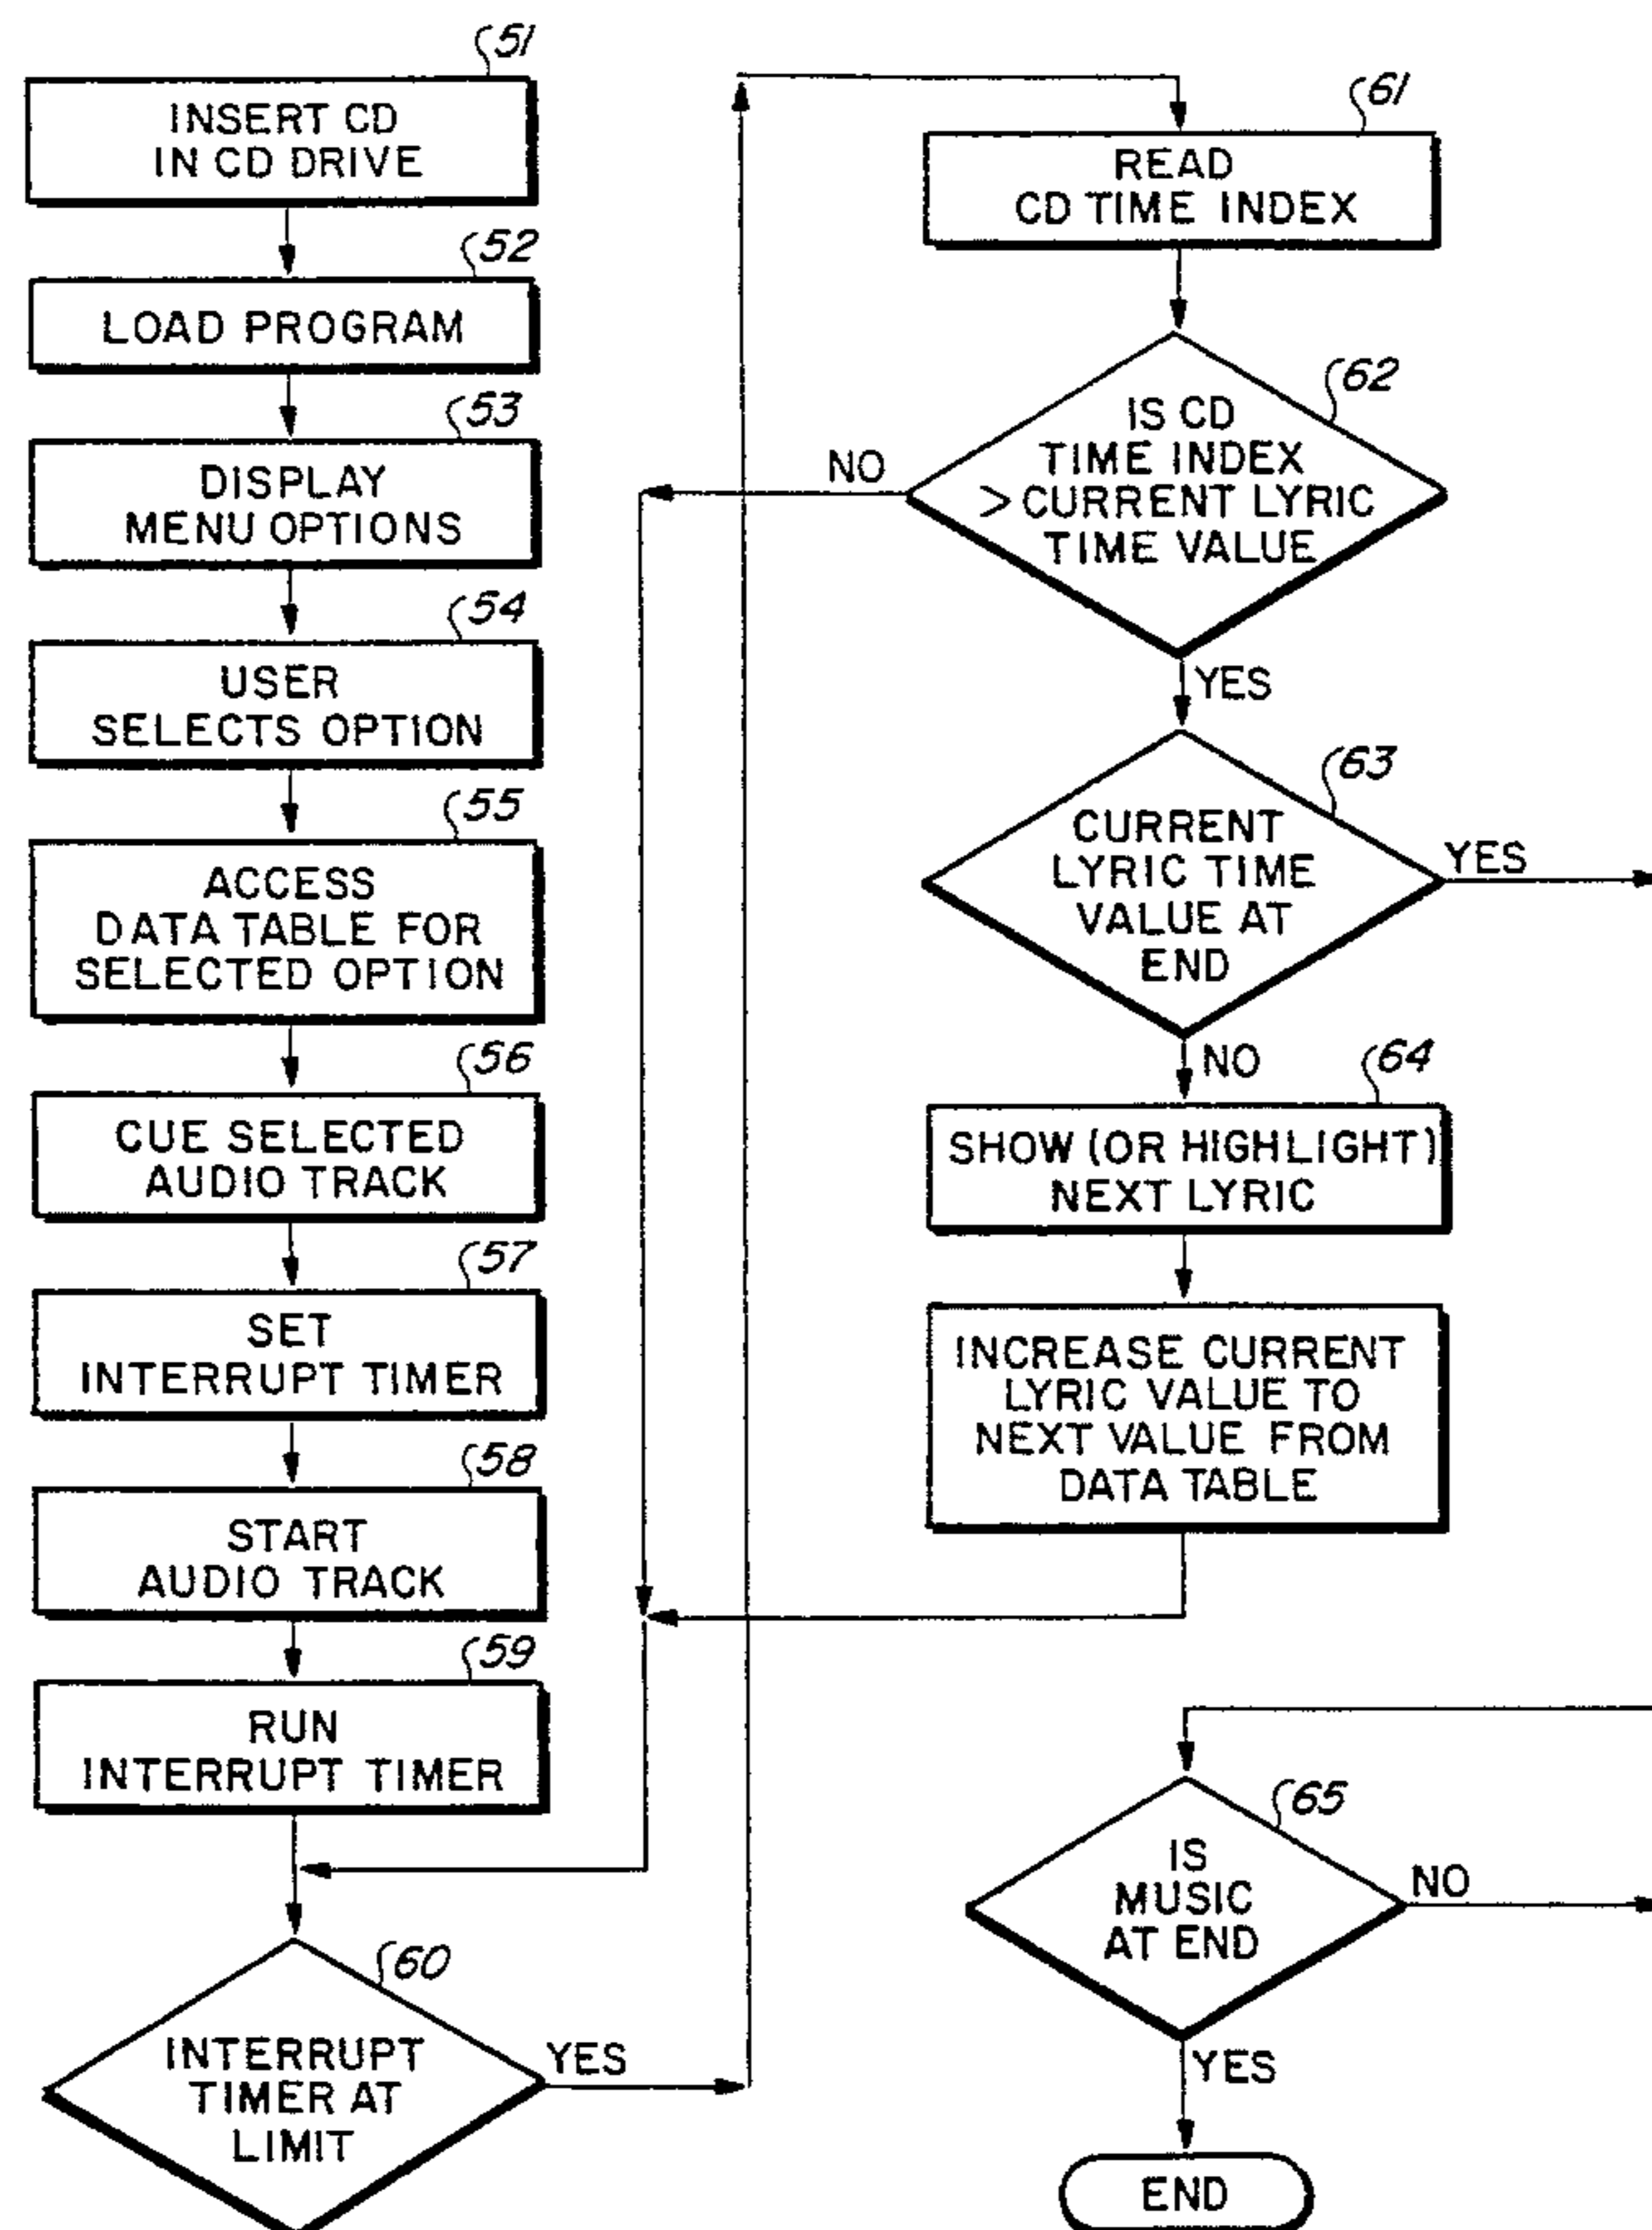 51
INSERT CD
IN CD DRIVE
52
LOAD PROGRAM
53
DISPLAY
MENU OPTIONS
54
USER
SELECTS OPTION
55
ACCESS
DATA TABLE FOR
SELECTED OPTION
56
CUE SELECTED
AUDIO TRACK
57
SET
INTERRUPT TIMER
58
START
AUDIO TRACK
59
RUN
INTERRUPT TIMER
60
INTERRUPT
TIMER AT
LIMIT
YES
61
READ
CD TIME INDEX
62
IS CD
TIME INDEX
> CURRENT LYRIC
TIME VALUE
NO
YES
63
CURRENT
LYRIC TIME
VALUE AT
END
YES
NO
64
SHOW (OR HIGHLIGHT)
NEXT LYRIC
INCREASE CURRENT
LYRIC VALUE TO
NEXT VALUE FROM
DATA TABLE
65
IS
MUSIC
AT END
NO
YES
END